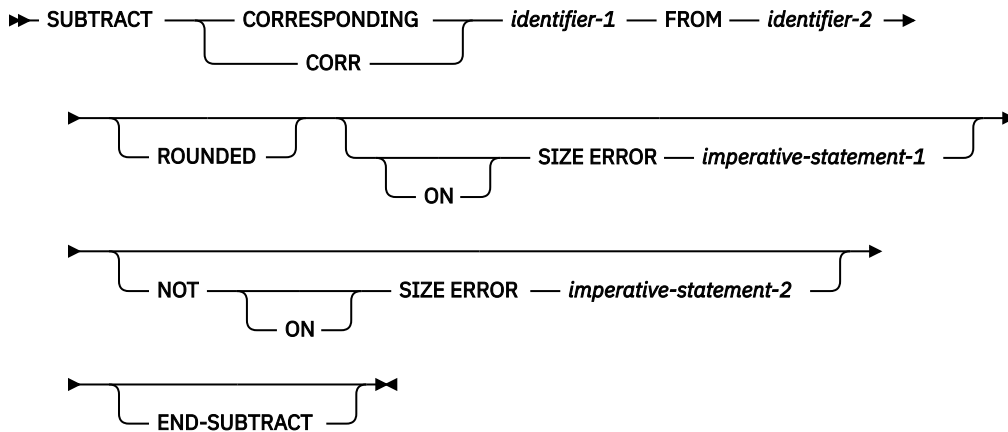 SUBTRACT CORRESPONDING identifier-1 FROM identifier-2
CORR
ROUNDED SIZE ERROR imperative-statement-1
ON
NOT SIZE ERROR imperative-statement-2
ON
END-SUBTRACT